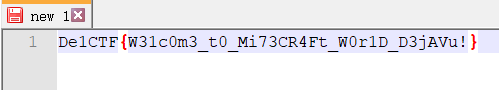 new 1
1 De1CTF{W31c0m3_t0_Mi73CR4Ft_W0r1D_D3jAVu!}